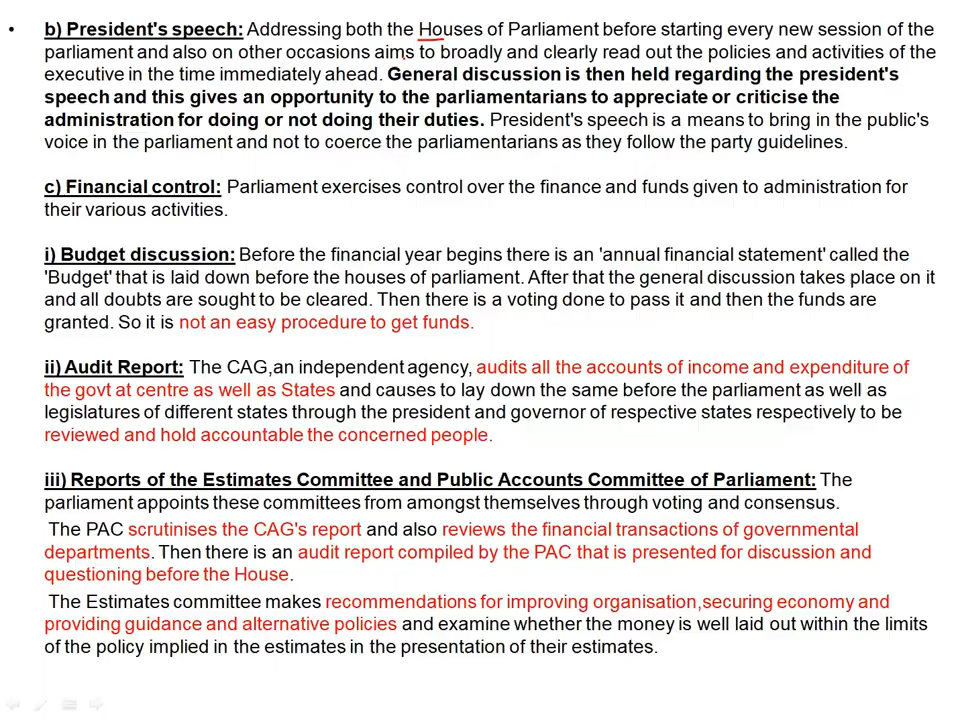 • b) President's speech: Addressing both the Houses of Parliament before starting every new session of the
parliament and also on other occasions aims to broadly and clearly read out the policies and activities of the
executive in the time immediately ahead. General discussion is then held regarding the president's
speech and this gives an opportunity to the parliamentarians to appreciate or criticise the
administration for doing or not doing their duties. President's speech is a means to bring in the public's
voice in the parliament and not to coerce the parliamentarians as they follow the party guidelines.
c) Financial control: Parliament exercises control over the finance and funds given to administration for
their various activities.
i) Budget discussion: Before the financial year begins there is an 'annual financial statement' called the
'Budget' that is laid down before the houses of parliament. After that the general discussion takes place on it
and all doubts are sought to be cleared. Then there is a voting done to pass it and then the funds are
granted. So it is not an easy procedure to get funds.
ii) Audit Report: The CAG,an independent agency, audits all the accounts of income and expenditure of
the govt at centre as well as States and causes to lay down the same before the parliament as well as
legislatures of different states through the president and governor of respective states respectively to be
reviewed and hold accountable the concerned people.
iii) Reports of the Estimates Committee and Public Accounts Committee of Parliament: The
parliament appoints these committees from amongst themselves through voting and consensus.
The PAC scrutinises the CAG's report and also reviews the financial transactions of governmental
departments. Then there is an audit report compiled by the PAC that is presented for discussion and
questioning before the House.
The Estimates committee makes recommendations for improving organisation,securing economy and
providing guidance and alternative policies and examine whether the money is well laid out within the limits
of the policy implied in the estimates in the presentation of their estimates.